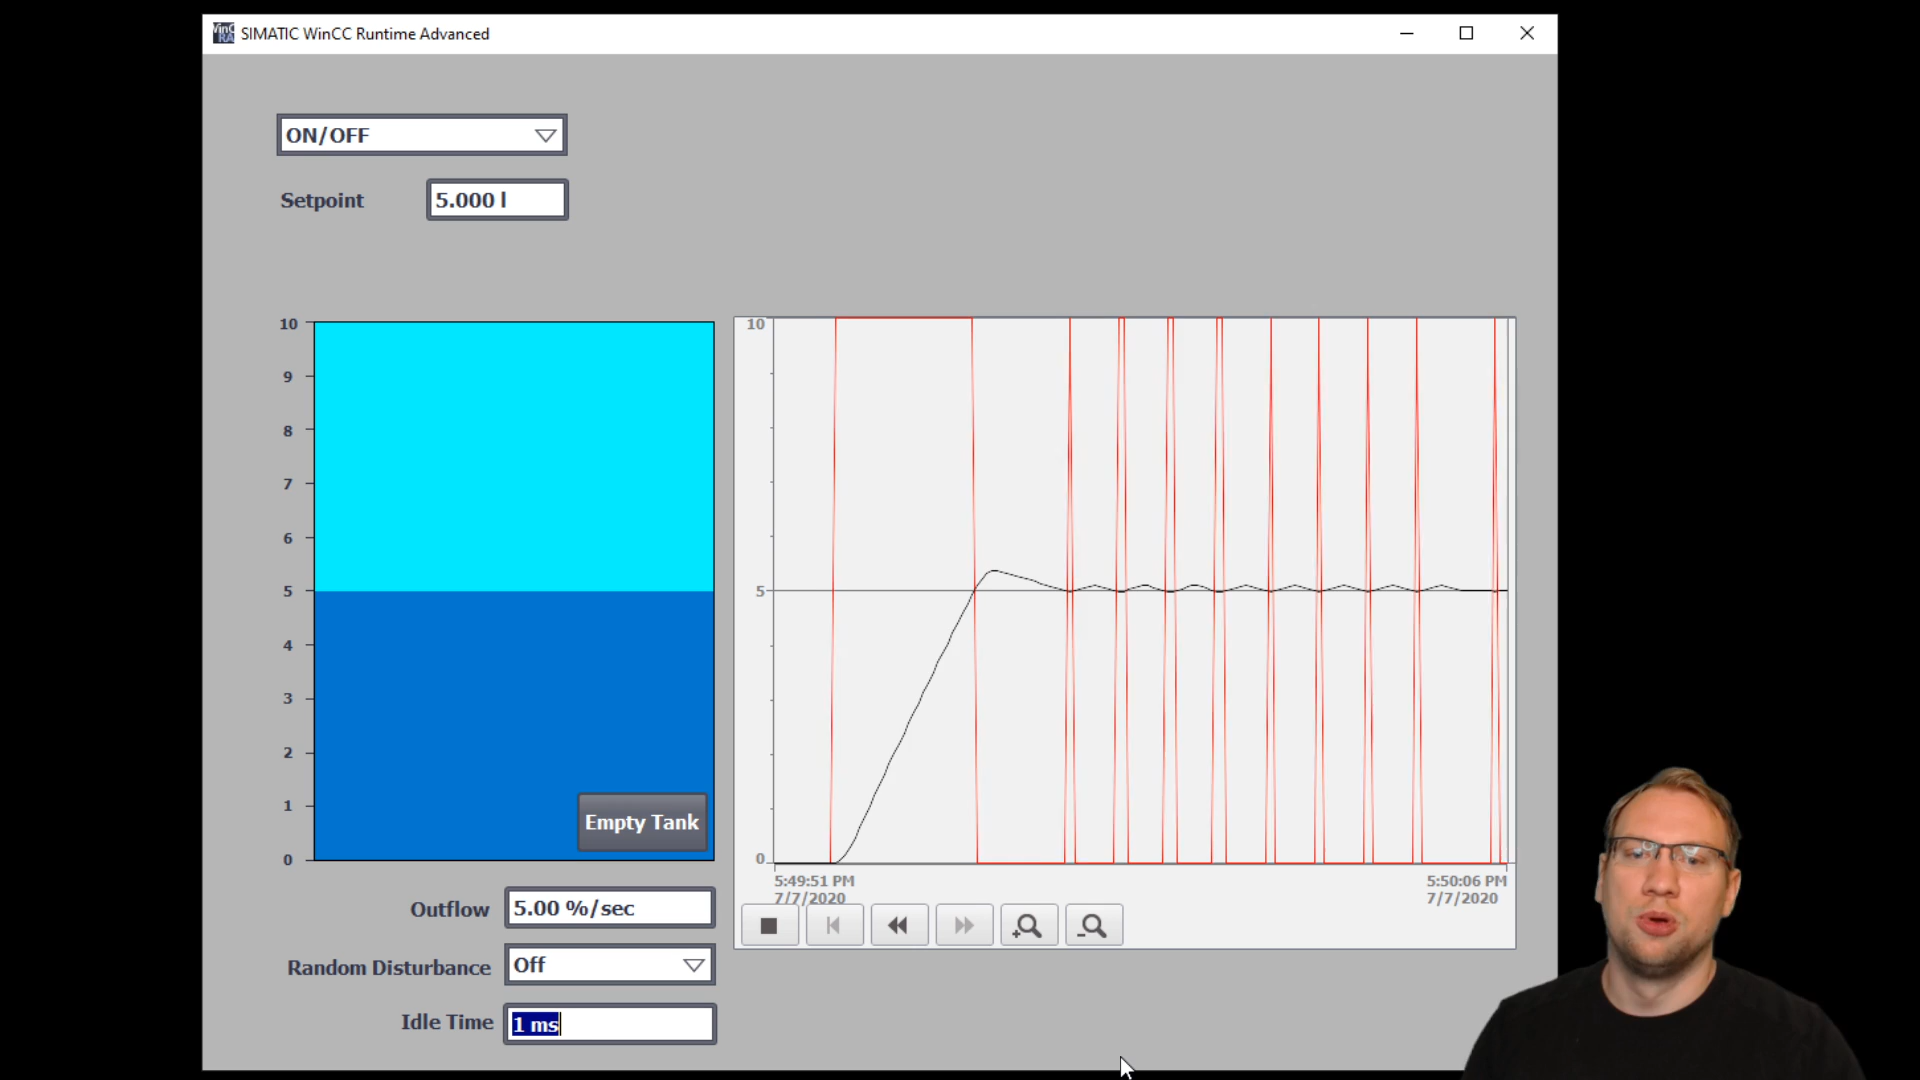 SIMATIC WinCC Runtime Advanced
ON/OFF
Setpoint
5.000 l
10
9
8
7
6
5
4
3
2
1
0
Empty Tank
10
5
0
5:49:51 PM
7/7/2020
5:50:06 PM
7/7/2020
Outflow
5.00 %/sec
Random Disturbance
Off
Idle Time
1 ms